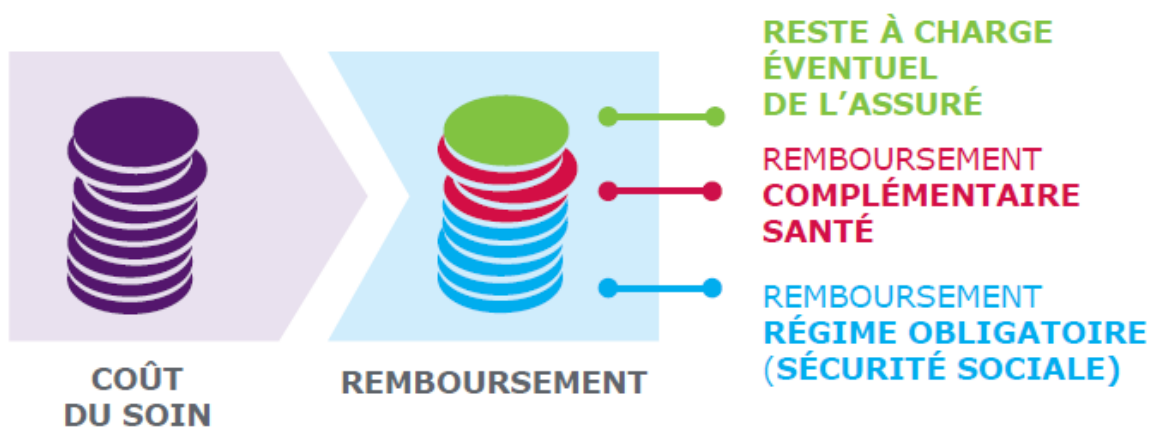 COÛT
DU SOIN
REMBOURSEMENT
RESTE À CHARGE
ÉVENTUEL
DE L’ASSURÉ
REMBOURSEMENT
COMPLÉMENTAIRE
SANTÉ
REMBOURSEMENT
RÉGIME OBLIGATOIRE
(SÉCURITÉ SOCIALE)